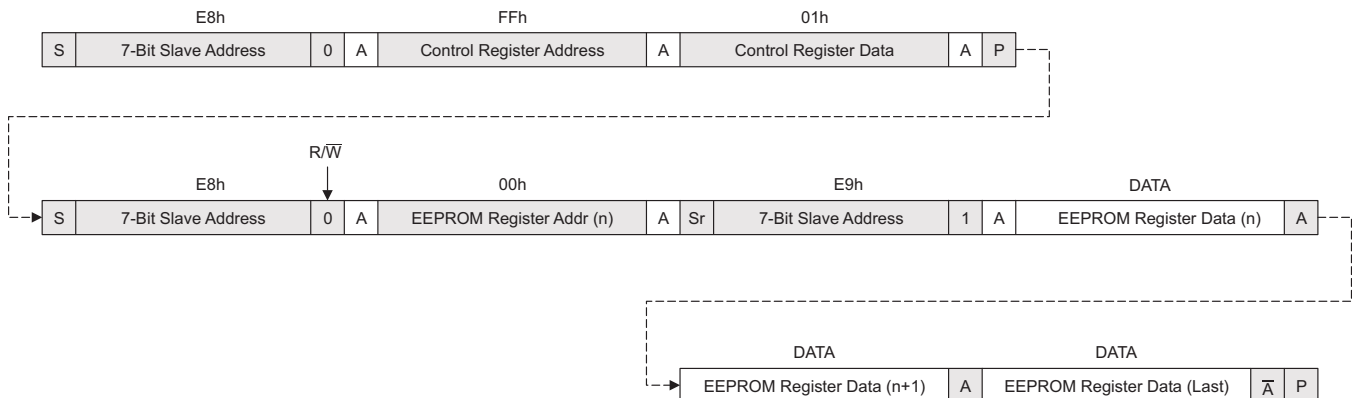 E8h FFh 01h
S 7-Bit Slave Address 0 A Control Register Address A Control Register Data A P
R/W̅
E8h 00h E9h DATA
S 7-Bit Slave Address 0 A EEPROM Register Addr (n) A Sr 7-Bit Slave Address 1 A EEPROM Register Data (n) A
DATA DATA
EEPROM Register Data (n+1) A EEPROM Register Data (Last) A̅ P